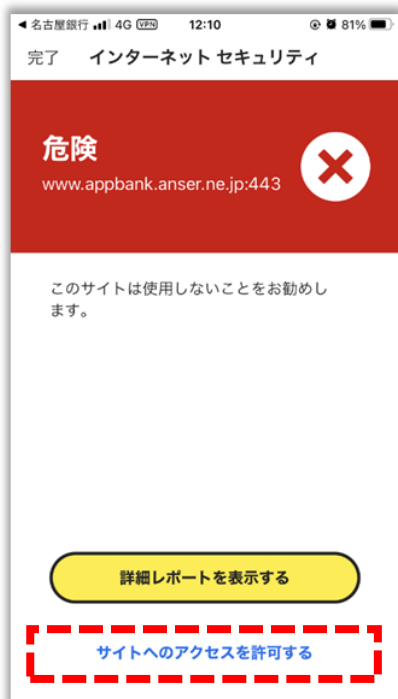 ◀名古屋銀行 4G VPN 12:10 81%
完了 インターネット セキュリティ
危険
www.appbank.anser.ne.jp:443
このサイトは使用しないことをお勧めし
ます。
詳細レポートを表示する
サイトへのアクセスを許可する